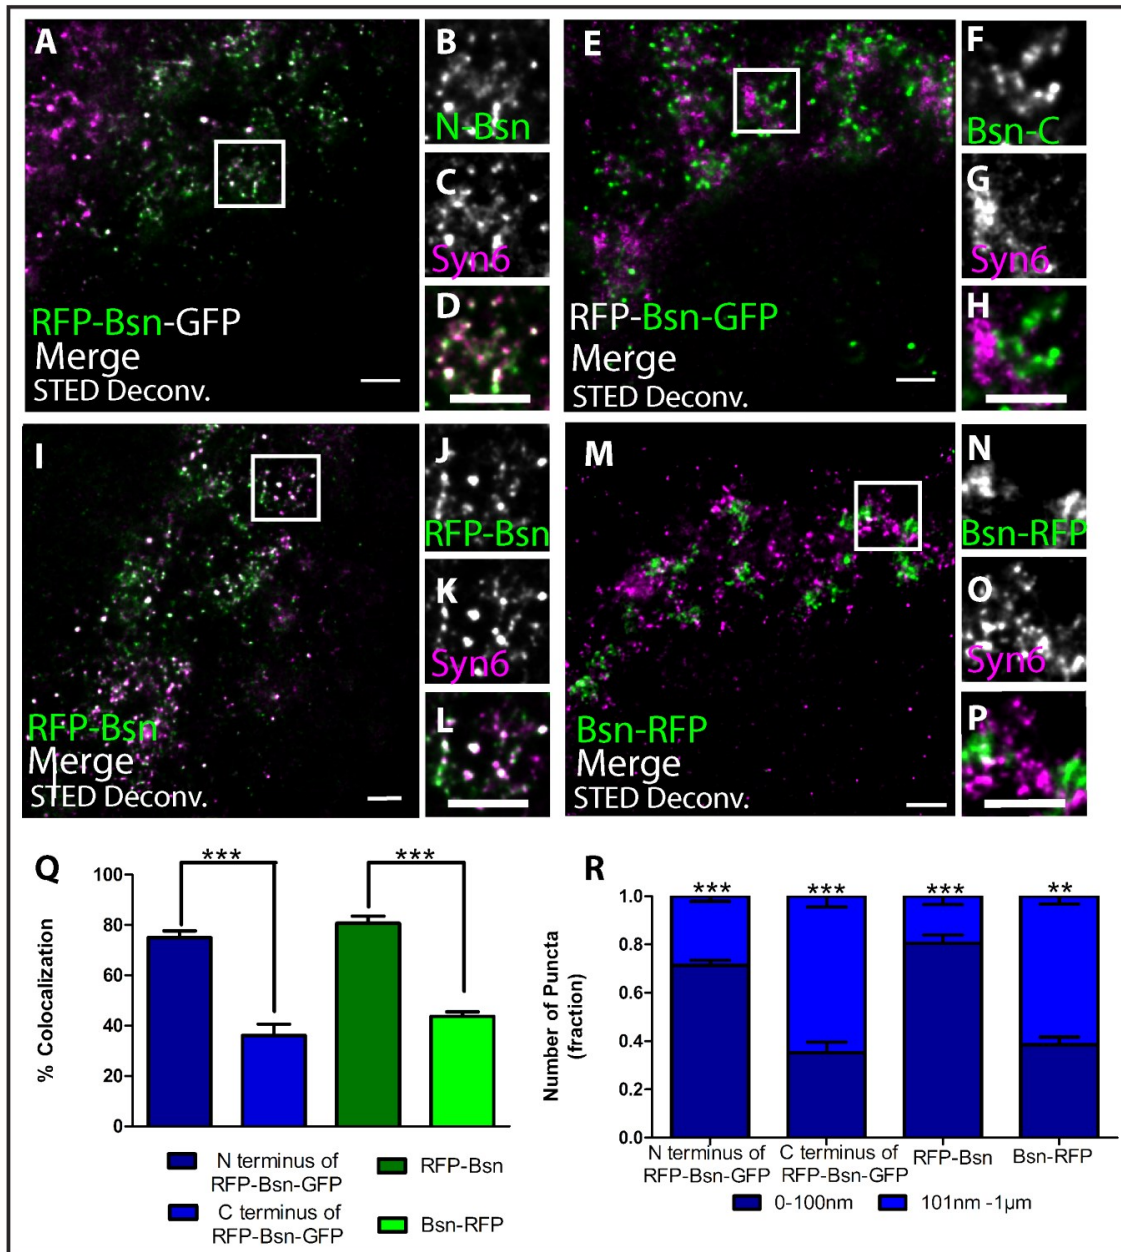 A
RFP-Bsn-GFP
Merge
STED Deconv.
B
N-Bsn
C
Syn6
D
E
RFP-Bsn-GFP
Merge
STED Deconv.
F
Bsn-C
G
Syn6
H
I
RFP-Bsn
Merge
STED Deconv.
J
RFP-Bsn
K
Syn6
L
M
Bsn-RFP
Merge
STED Deconv.
N
Bsn-RFP
O
Syn6
P
Q
*** ***
% Colocalization
100
80
60
40
20
0
N terminus of
RFP-Bsn-GFP
C terminus of
RFP-Bsn-GFP
RFP-Bsn
Bsn-RFP
R
*** *** *** **
Number of Puncta
(fraction)
1.0
0.8
0.6
0.4
0.2
0.0
N terminus of
RFP-Bsn-GFP
C terminus of
RFP-Bsn-GFP
RFP-Bsn
Bsn-RFP
0-100nm
101nm -1µm